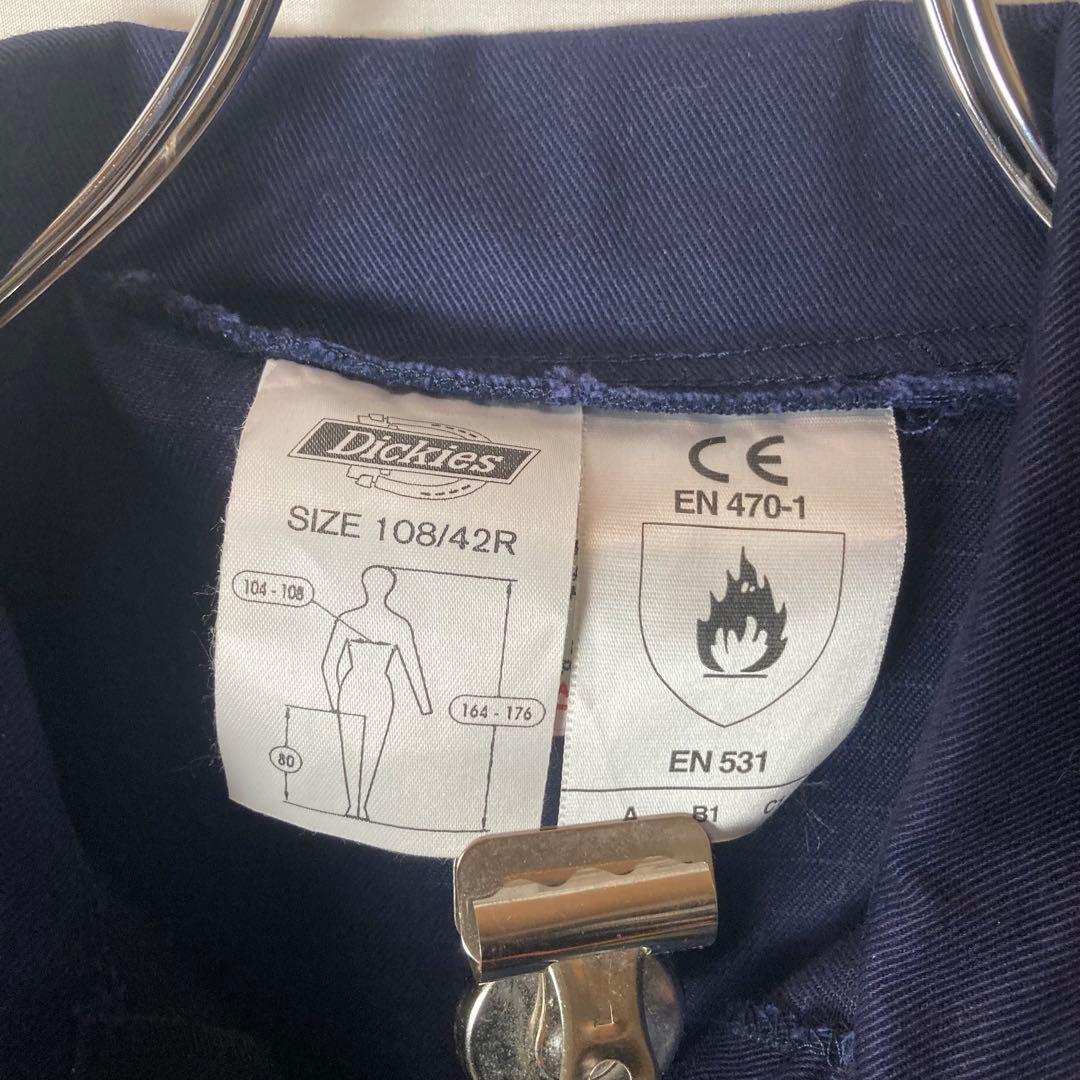 Dickies
SIZE 108/42R
104 - 108
164 - 176
80
CE
EN 470-1
EN 531
A B1